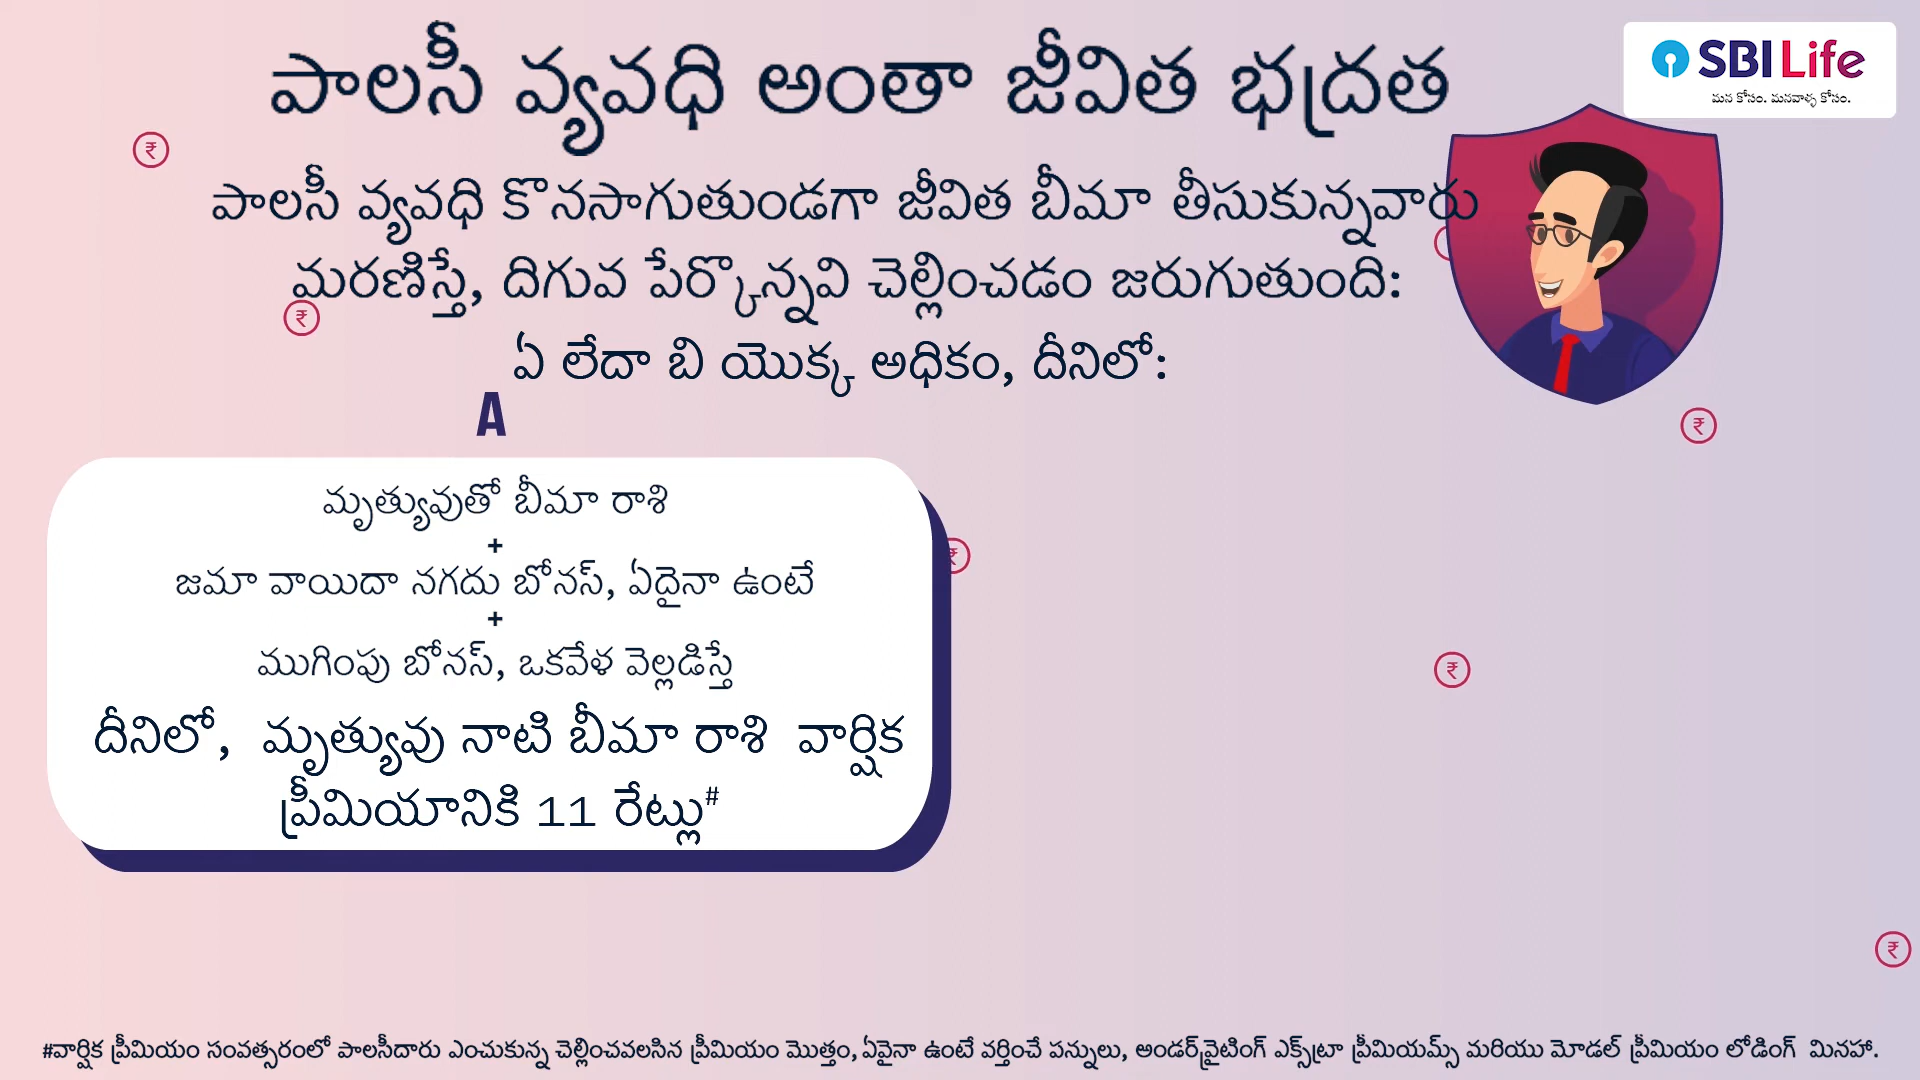 పాలసీ వ్యవధి అంతా జీవిత భద్రత
SBI Life
మన కోసం. మనవాళ్ళ కోసం.
పాలసీ వ్యవధి కొనసాగుతుండగా జీవిత బీమా తీసుకున్నవారు
మరణిస్తే, దిగువ పేర్కొన్నవి చెల్లించడం జరుగుతుంది:
ఏ లేదా బి యొక్క అధికం, దీనిలో:
A
మృత్యువుతో బీమా రాశి
+
జమా వాయిదా నగదు బోనస్, ఏదైనా ఉంటే
+
ముగింపు బోనస్, ఒకవేళ వెల్లడిస్తే
దీనిలో, మృత్యువు నాటి బీమా రాశి వార్షిక
ప్రీమియానికి 11 రేట్లు#
#వార్షిక ప్రీమియం సంవత్సరంలో పాలసీదారు ఎంచుకున్న చెల్లించవలసిన ప్రీమియం మొత్తం, ఏవైనా ఉంటే వర్తించే పన్నులు, అండర్‌వైటింగ్ ఎక్స్‌ట్రా ప్రీమియమ్స్ మరియు మోడల్ ప్రీమియం లోడింగ్ మినహా.